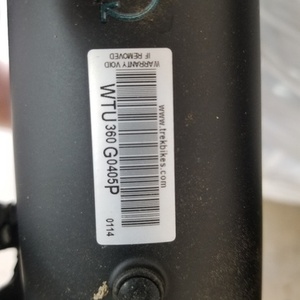 WARRANTY VOID
IF REMOVED
www.trekbikes.com
WTU360G0405P
0114